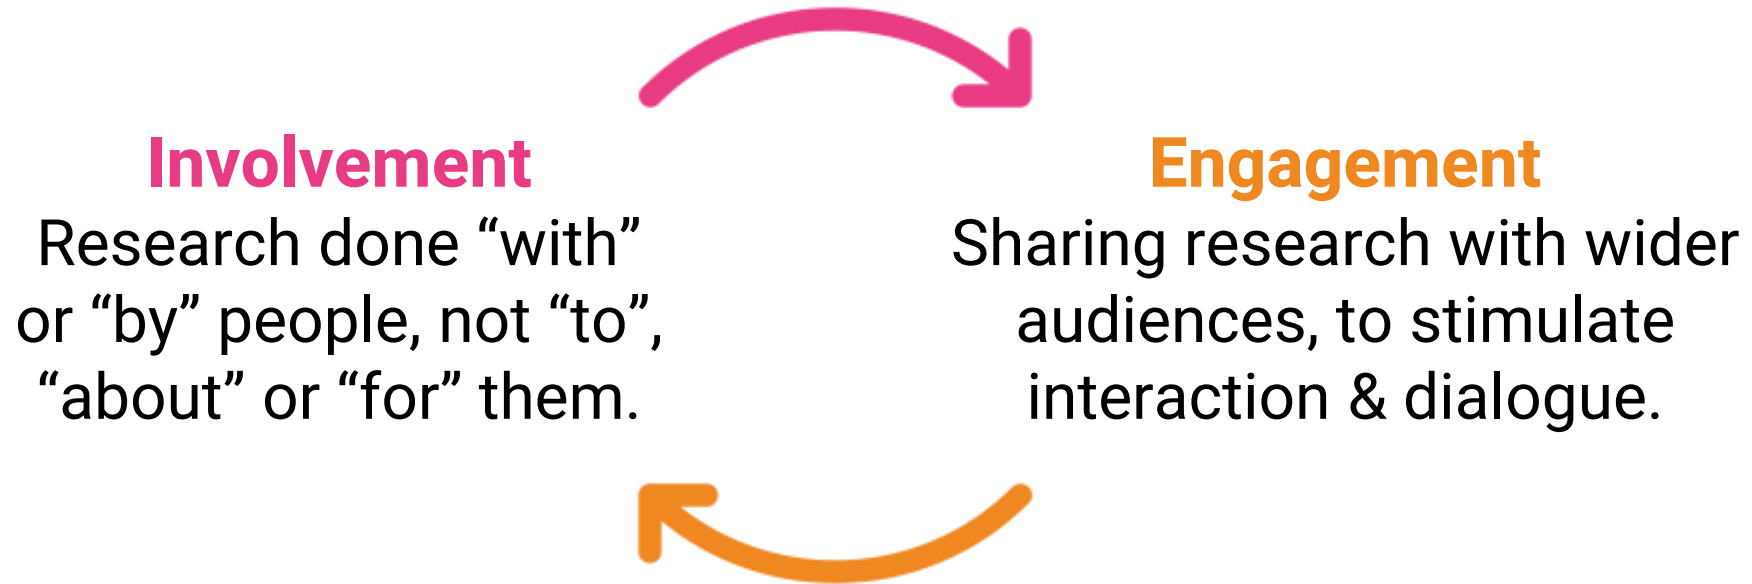 Involvement
Research done “with”
or “by” people, not “to”,
“about” or “for” them.
Engagement
Sharing research with wider
audiences, to stimulate
interaction & dialogue.